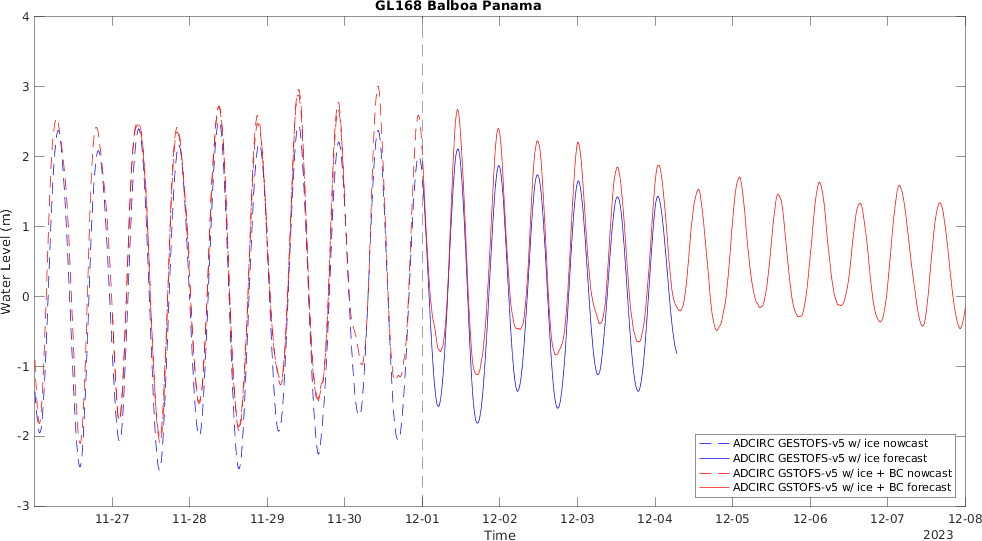 GL168 Balboa Panama
4
3
2
1
0
-1
-2
-3
Water Level (m)
11-27 11-28 11-29 11-30 12-01 12-02 12-03 12-04 12-05 12-06 12-07 12-08
Time
2023
ADCIRC GESTOFS-v5 w/ ice nowcast
ADCIRC GESTOFS-v5 w/ ice forecast
ADCIRC GSTOFS-v5 w/ ice + BC nowcast
ADCIRC GSTOFS-v5 w/ ice + BC forecast